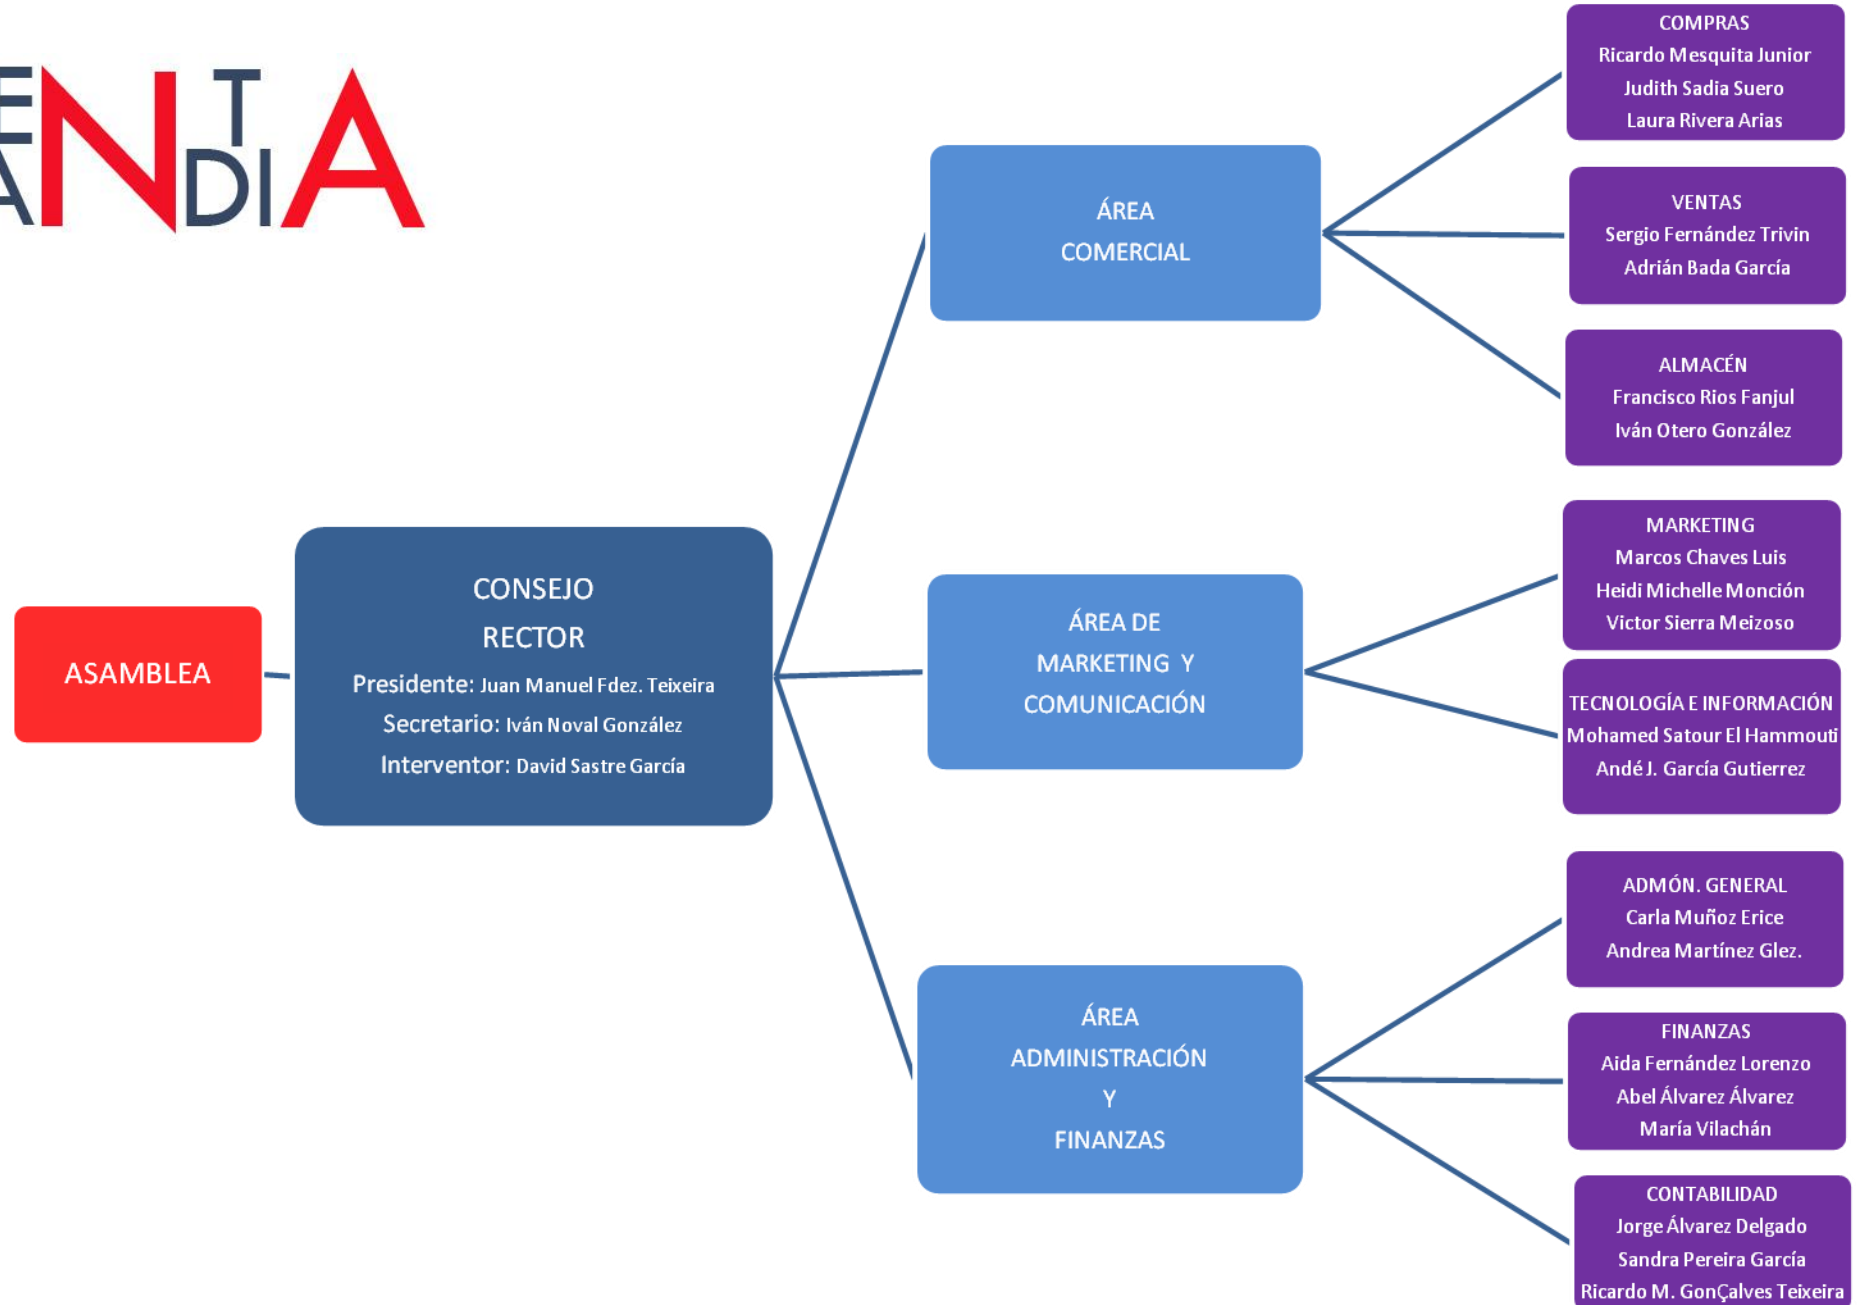 ENTA
ANDIA
ASAMBLEA
CONSEJO
RECTOR
Presidente: Juan Manuel Fdez. Teixeira
Secretario: Iván Noval González
Interventor: David Sastre García
ÁREA
COMERCIAL
COMPRAS
Ricardo Mesquita Junior
Judith Sadia Suero
Laura Rivera Arias
VENTAS
Sergio Fernández Trivin
Adrián Bada García
ALMACÉN
Francisco Rios Fanjul
Iván Otero González
ÁREA DE
MARKETING Y
COMUNICACIÓN
MARKETING
Marcos Chaves Luis
Heidi Michelle Monción
Victor Sierra Meizoso
TECNOLOGÍA E INFORMACIÓN
Mohamed Satour El Hammouti
Andé J. García Gutierrez
ÁREA
ADMINISTRACIÓN
Y
FINANZAS
ADMÓN. GENERAL
Carla Muñoz Erice
Andrea Martínez Glez.
FINANZAS
Aida Fernández Lorenzo
Abel Álvarez Álvarez
María Vilachán
CONTABILIDAD
Jorge Álvarez Delgado
Sandra Pereira García
Ricardo M. GonÇalves Teixeira